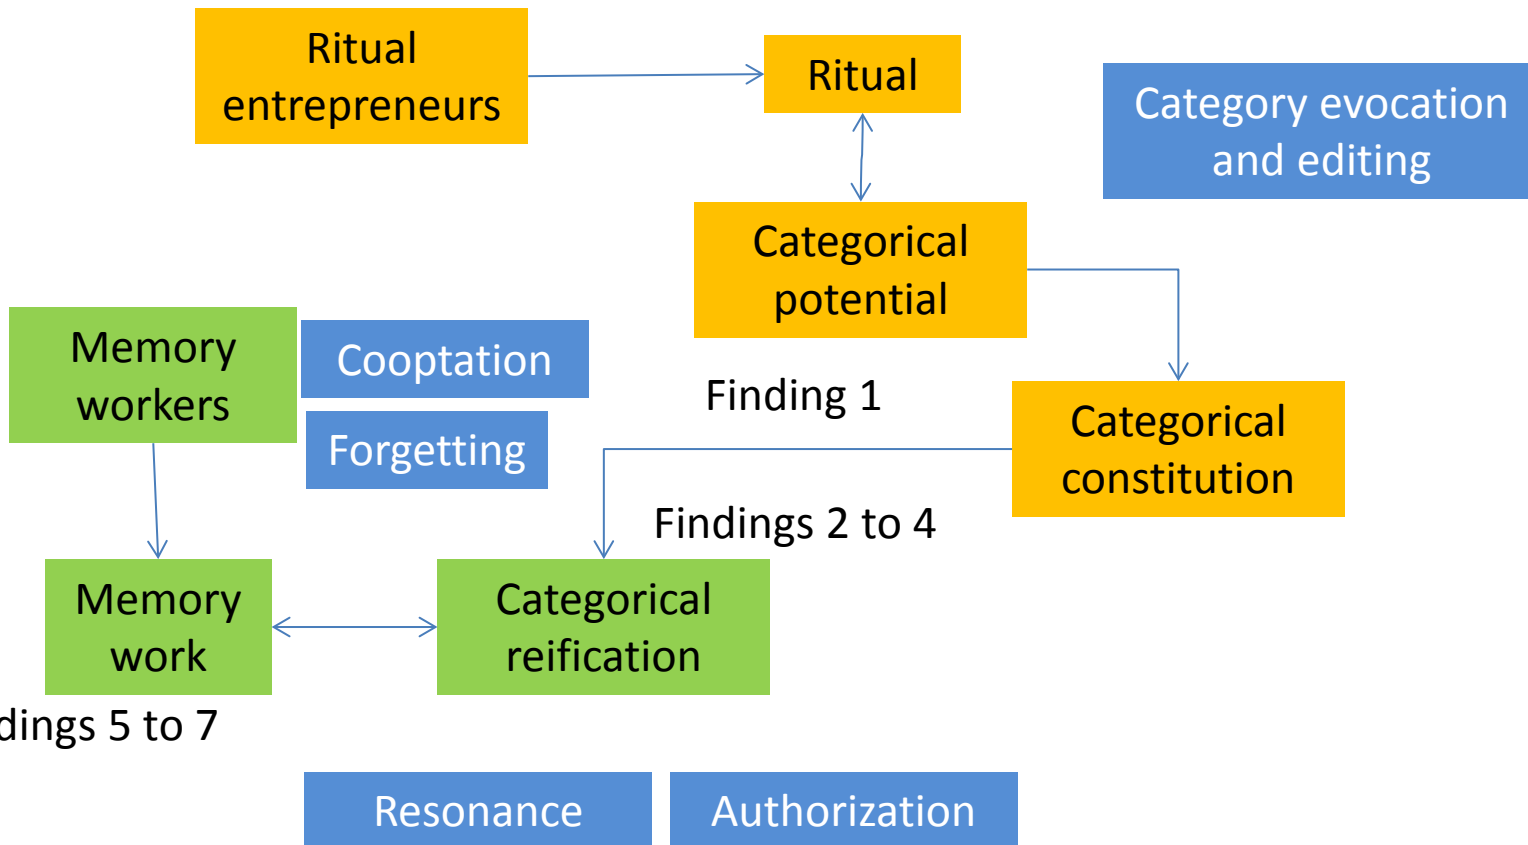 Ritual
entrepreneurs
Ritual
Category evocation
and editing
Categorical
potential
Memory
workers
Cooptation
Forgetting
Finding 1
Categorical
constitution
Findings 2 to 4
Memory
work
Categorical
reification
dings 5 to 7
Resonance
Authorization